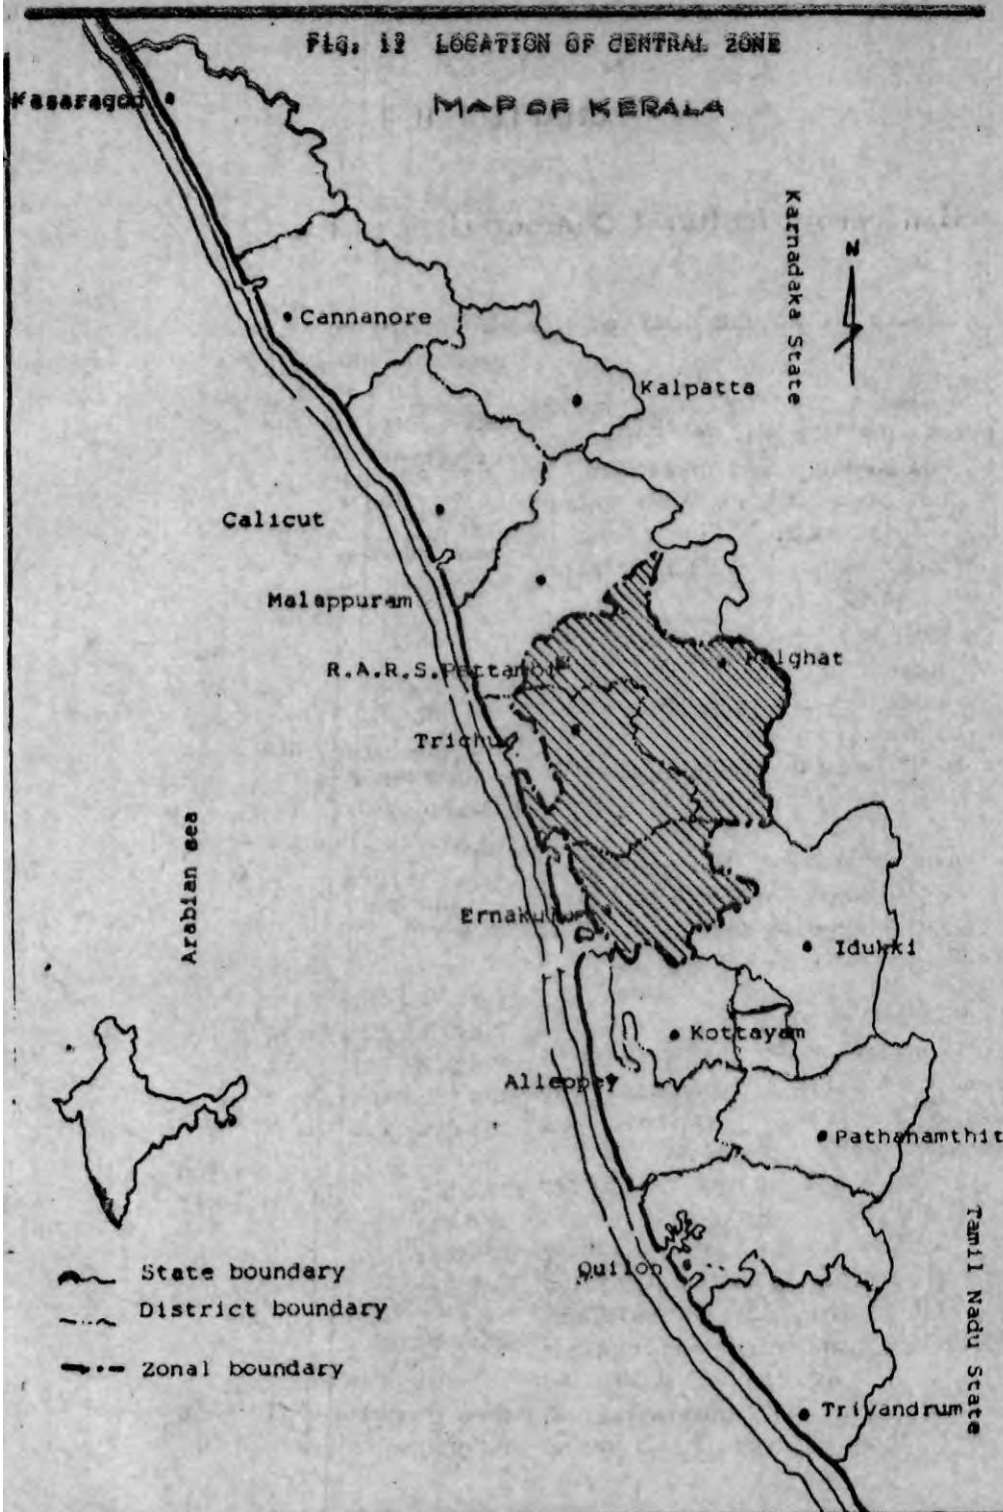 Fig. 12 LOCATION OF CENTRAL ZONE
MAP OF KERALA
Kasaragod
Karnadaka State
N
Cannanore
Kalpatta
Calicut
Malappuram
R.A.R.S.Pattambi
Palghat
Trichur
Arabian sea
Ernakulam
Idukki
Kottayam
Alleppey
Pathanamthit
Tamil Nadu State
Quilon
State boundary
District boundary
Zonal boundary
Trivandrum